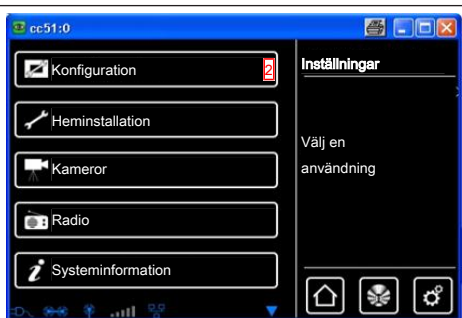 cc51:0
Konfiguration 2
Inställningar
Heminstallation
Välj en
användning
Kameror
Radio
Systeminformation